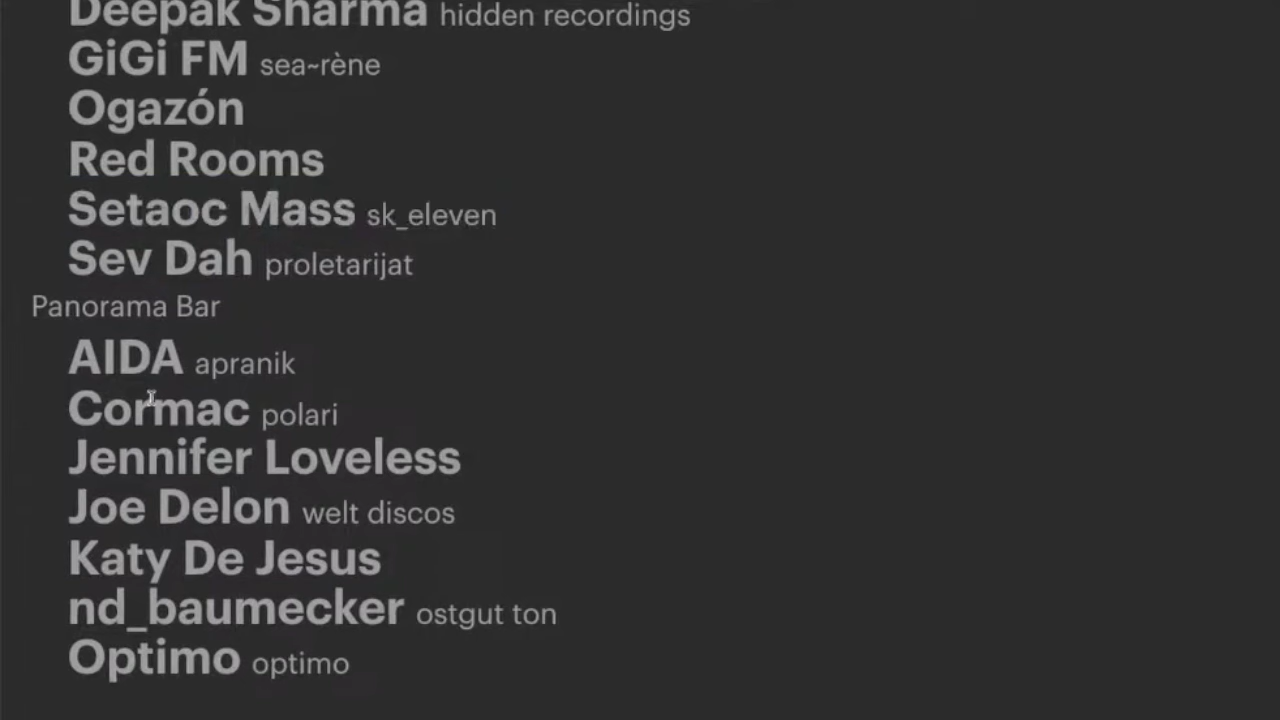 Deepak Sharma hidden recordings
GiGi FM sea~rène
Ogazón
Red Rooms
Setaoc Mass sk_eleven
Sev Dah proletarijat
Panorama Bar
AIDA apranik
Cormac polari
Jennifer Loveless
Joe Delon welt discos
Katy De Jesus
nd_baumecker ostgut ton
Optimo optimo